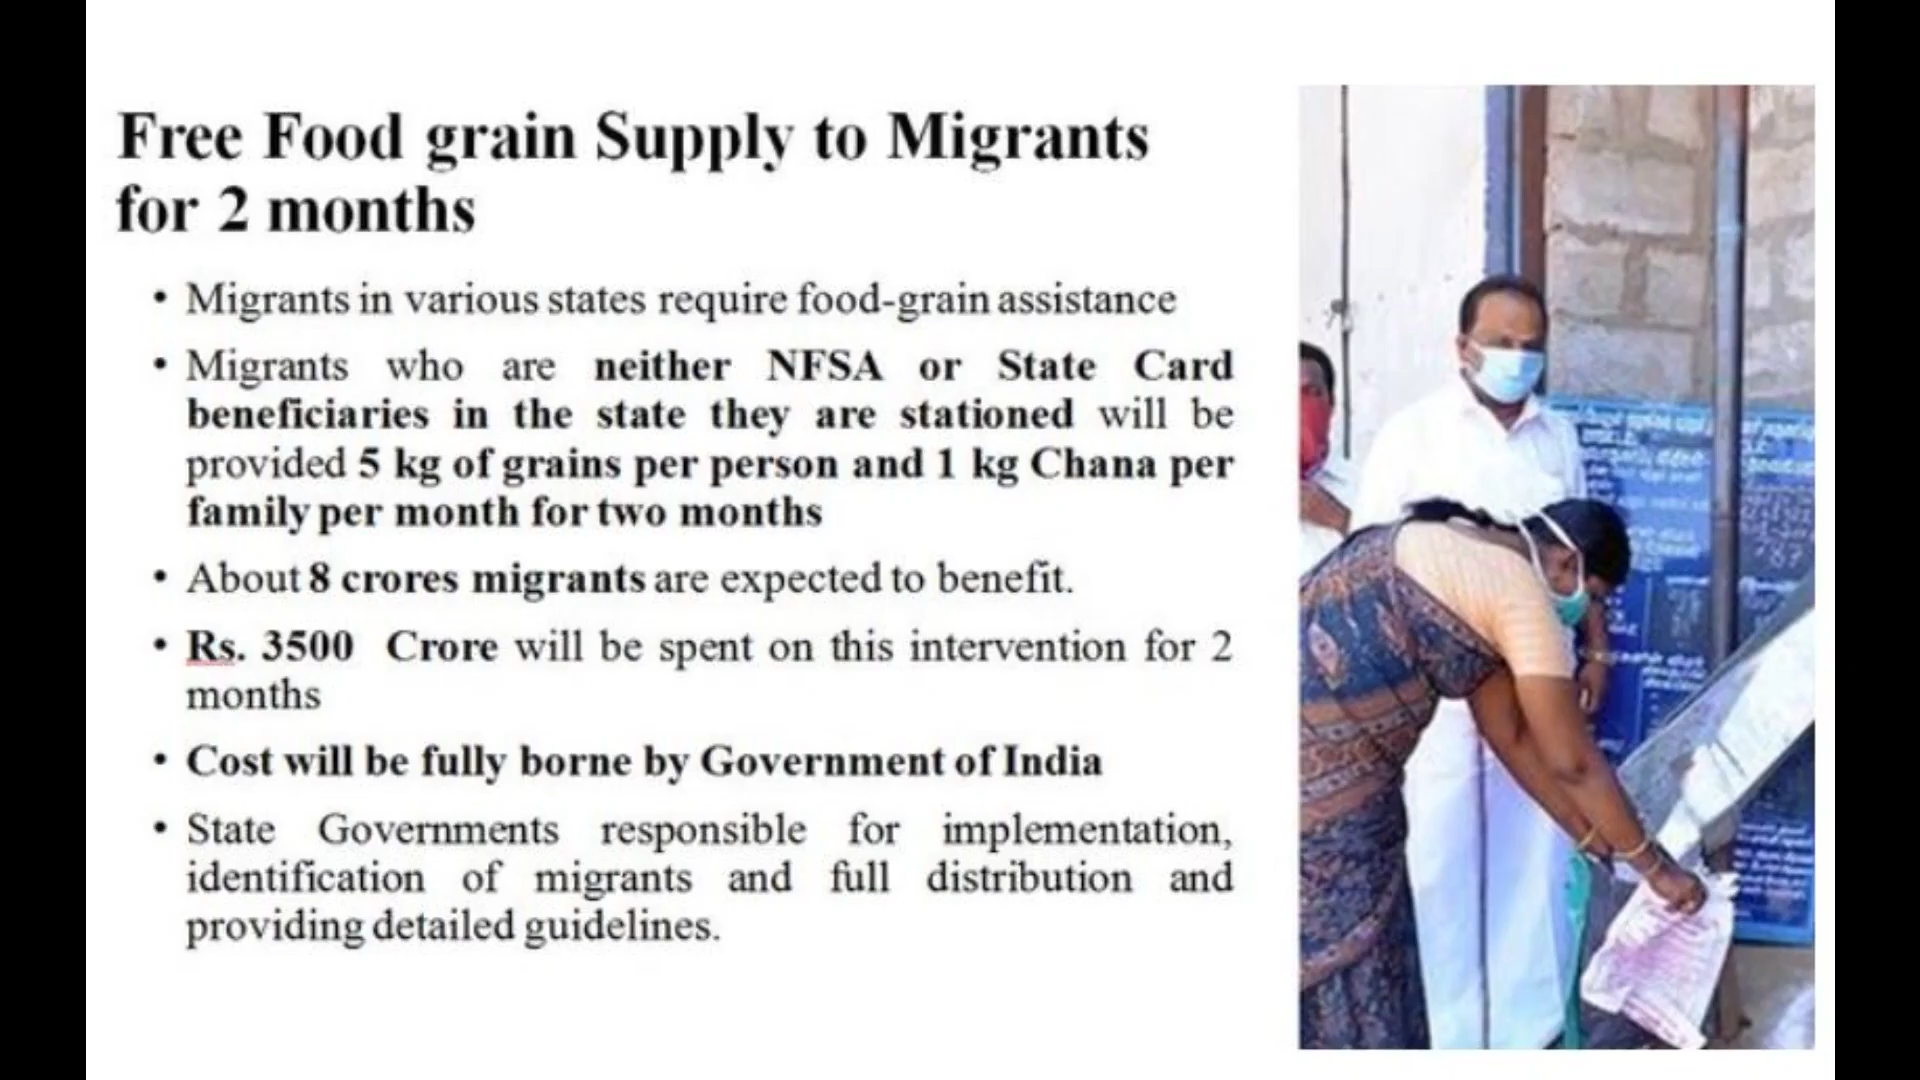 Free Food grain Supply to Migrants
for 2 months
• Migrants in various states require food-grain assistance
• Migrants who are neither NFSA or State Card
beneficiaries in the state they are stationed will be
provided 5 kg of grains per person and 1 kg Chana per
family per month for two months
• About 8 crores migrants are expected to benefit.
• Rs. 3500 Crore will be spent on this intervention for 2
months
• Cost will be fully borne by Government of India
• State Governments responsible for implementation,
identification of migrants and full distribution and
providing detailed guidelines.